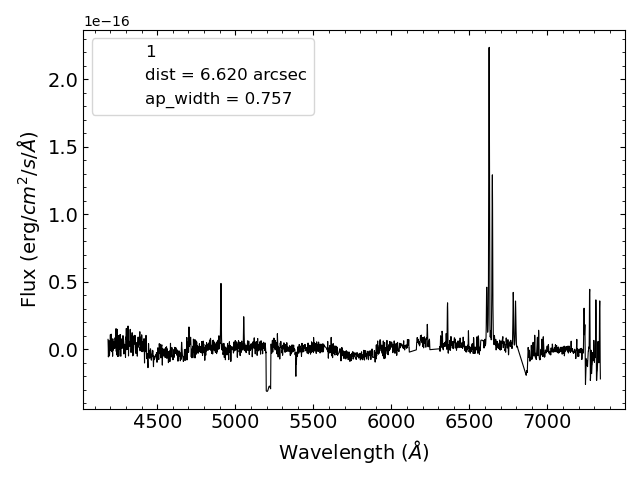 1e−16
1
dist = 6.620 arcsec
ap_width = 0.757
2.0
1.5
1.0
0.5
0.0
Flux (erg/cm²/s/Å)
4500 5000 5500 6000 6500 7000
Wavelength (Å)